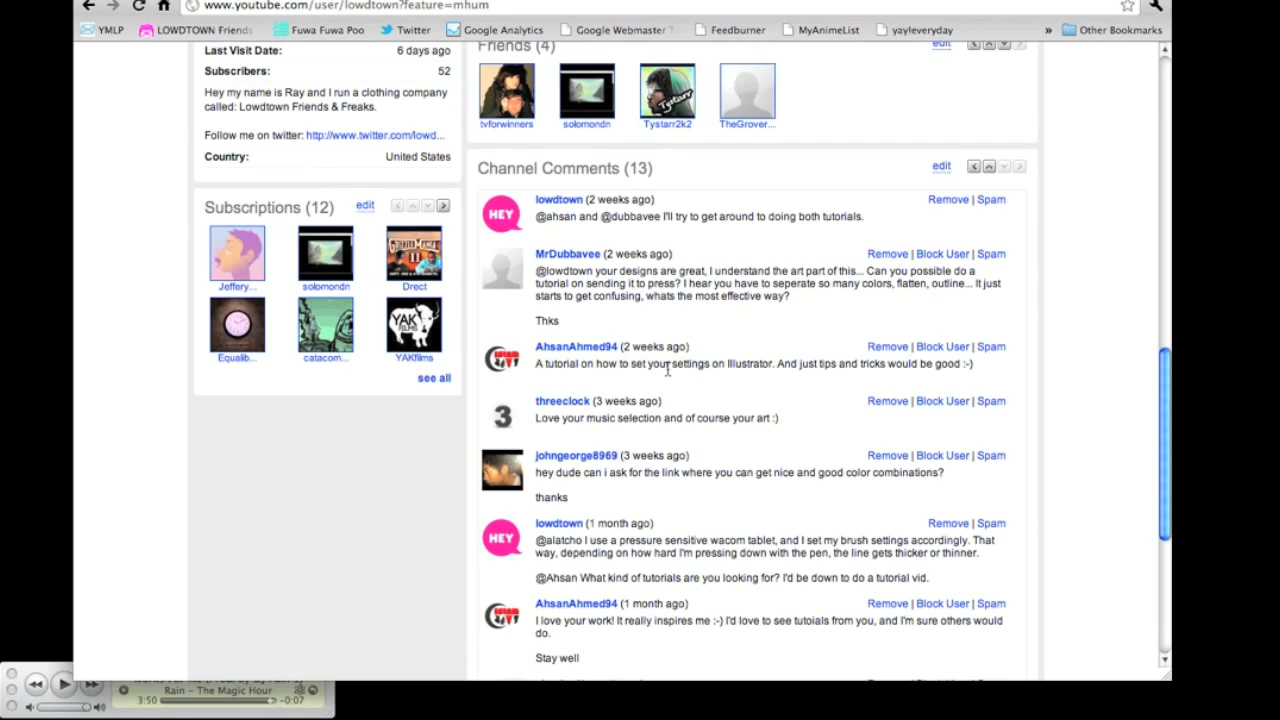 www.youtube.com/user/lowdtown?feature=mhum
YMLP
LOWDTOWN Friends
Fuwa Fuwa Poo
Twitter
Google Analytics
Google Webmaster
Feedburner
MyAnimeList
yayleveryday
»
Other Bookmarks
Last Visit Date: 6 days ago
Subscribers: 52
Hey my name is Ray and I run a clothing company
called: Lowdtown Friends & Freaks.
Follow me on twitter: http://www.twitter.com/lowd...
Country: United States
Subscriptions (12) edit
Jeffery... solomondn Drect
Equalib... catacom... YAKfilms
YAK
FILMS
see all
Friends (4) edit
Tystarr
tvforwinners solomondn Tystarr2k2 TheGrover...
Channel Comments (13) edit
HEY
lowdtown (2 weeks ago) Remove | Spam
@ahsan and @dubbavee I'll try to get around to doing both tutorials.
MrDubbavee (2 weeks ago) Remove | Block User | Spam
@lowdtown your designs are great, I understand the art part of this... Can you possible do a
tutorial on sending it to press? I hear you have to seperate so many colors, flatten, outline... It just
starts to get confusing, whats the most effective way?
Thks
AhsanAhmed94 (2 weeks ago) Remove | Block User | Spam
A tutorial on how to set your settings on Illustrator. And just tips and tricks would be good :-)
3
threeclock (3 weeks ago) Remove | Block User | Spam
Love your music selection and of course your art :)
johngeorge8969 (3 weeks ago) Remove | Block User | Spam
hey dude can i ask for the link where you can get nice and good color combinations?
thanks
HEY
lowdtown (1 month ago) Remove | Spam
@alatcho I use a pressure sensitive wacom tablet, and I set my brush settings accordingly. That
way, depending on how hard I'm pressing down with the pen, the line gets thicker or thinner.
@Ahsan What kind of tutorials are you looking for? I'd be down to do a tutorial vid.
AhsanAhmed94 (1 month ago) Remove | Block User | Spam
I love your work! It really inspires me :-) I'd love to see tutoials from you, and I'm sure others would
do.
Stay well
Rain – The Magic Hour
3:50 -0:07